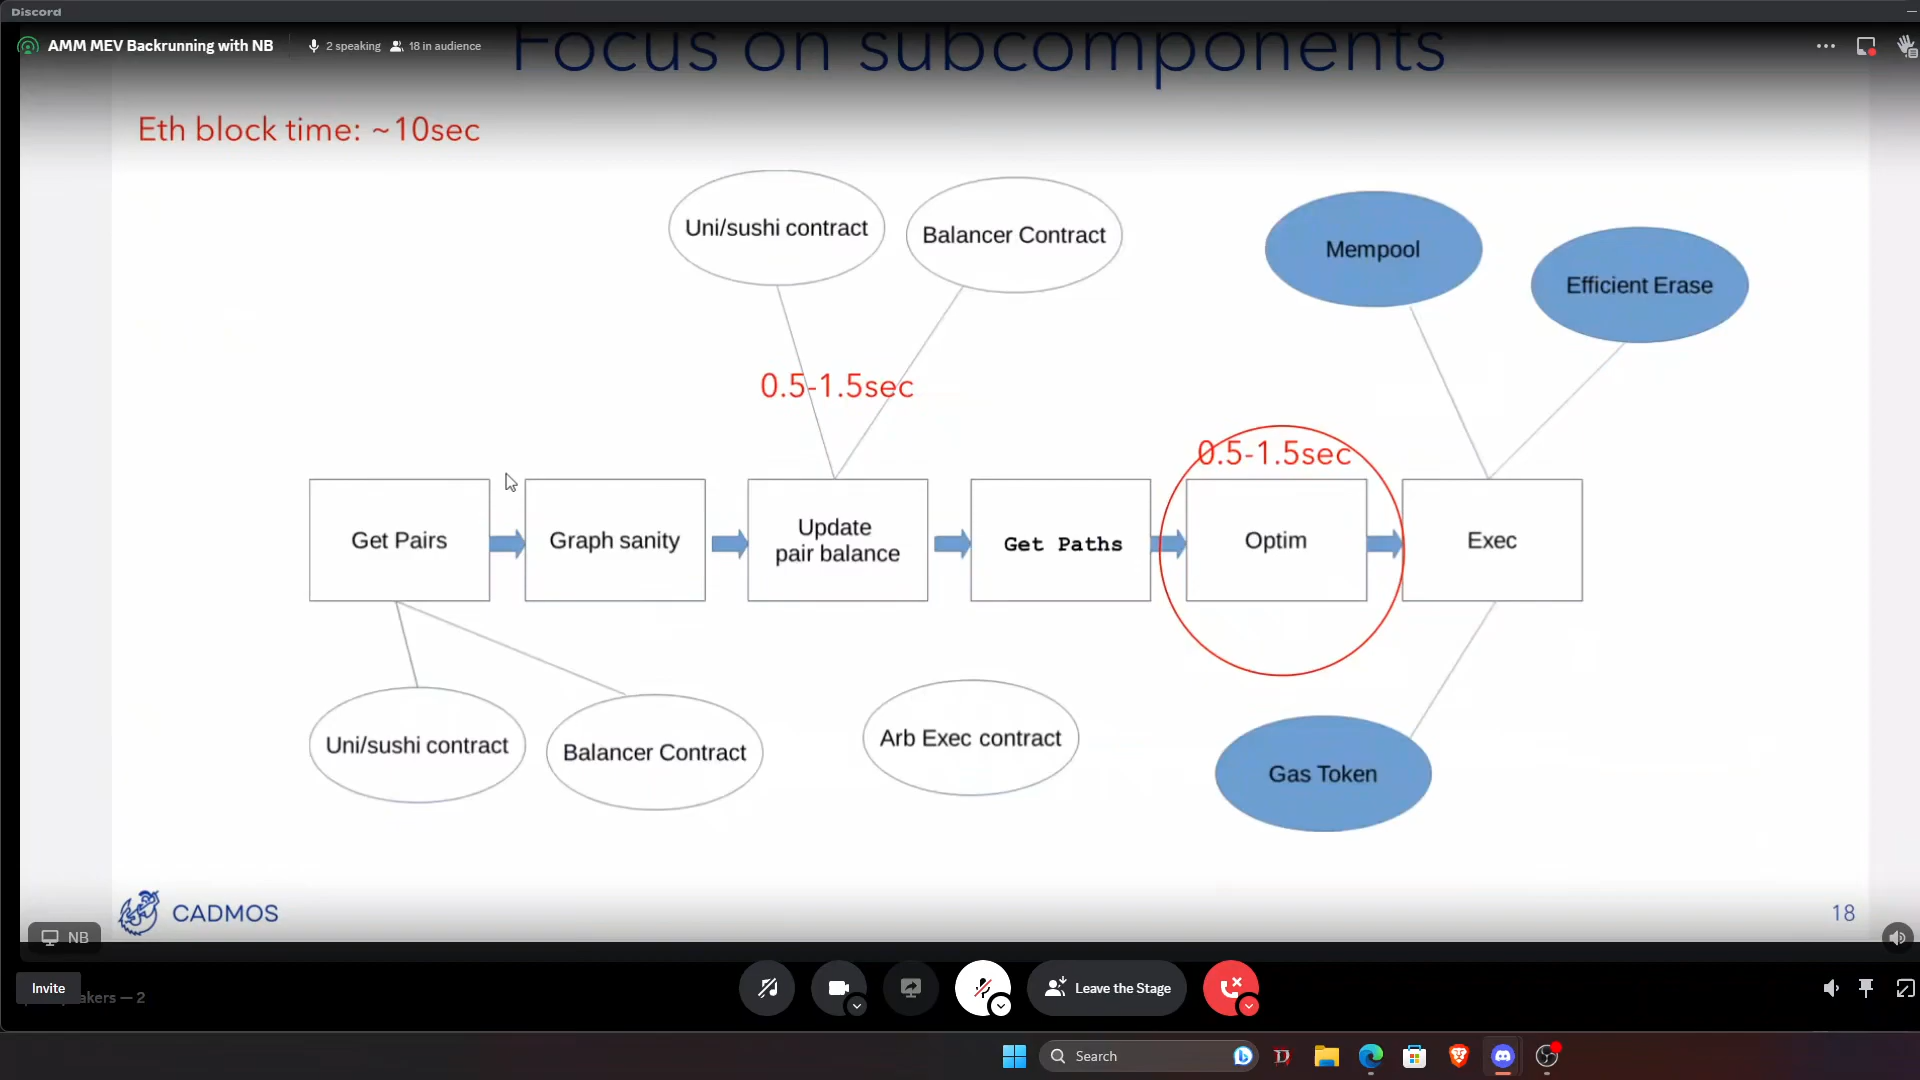 Discord
AMM MEV Backrunning with NB
2 speaking
18 in audience
Focus on subcomponents
Eth block time: ~10sec
Uni/sushi contract
Balancer Contract
Mempool
Efficient Erase
0.5-1.5sec
0.5-1.5sec
Get Pairs
Graph sanity
Update
pair balance
Get Paths
Optim
Exec
Uni/sushi contract
Balancer Contract
Arb Exec contract
Gas Token
CADMOS
18
NB
Invite
akers — 2
Leave the Stage
Search